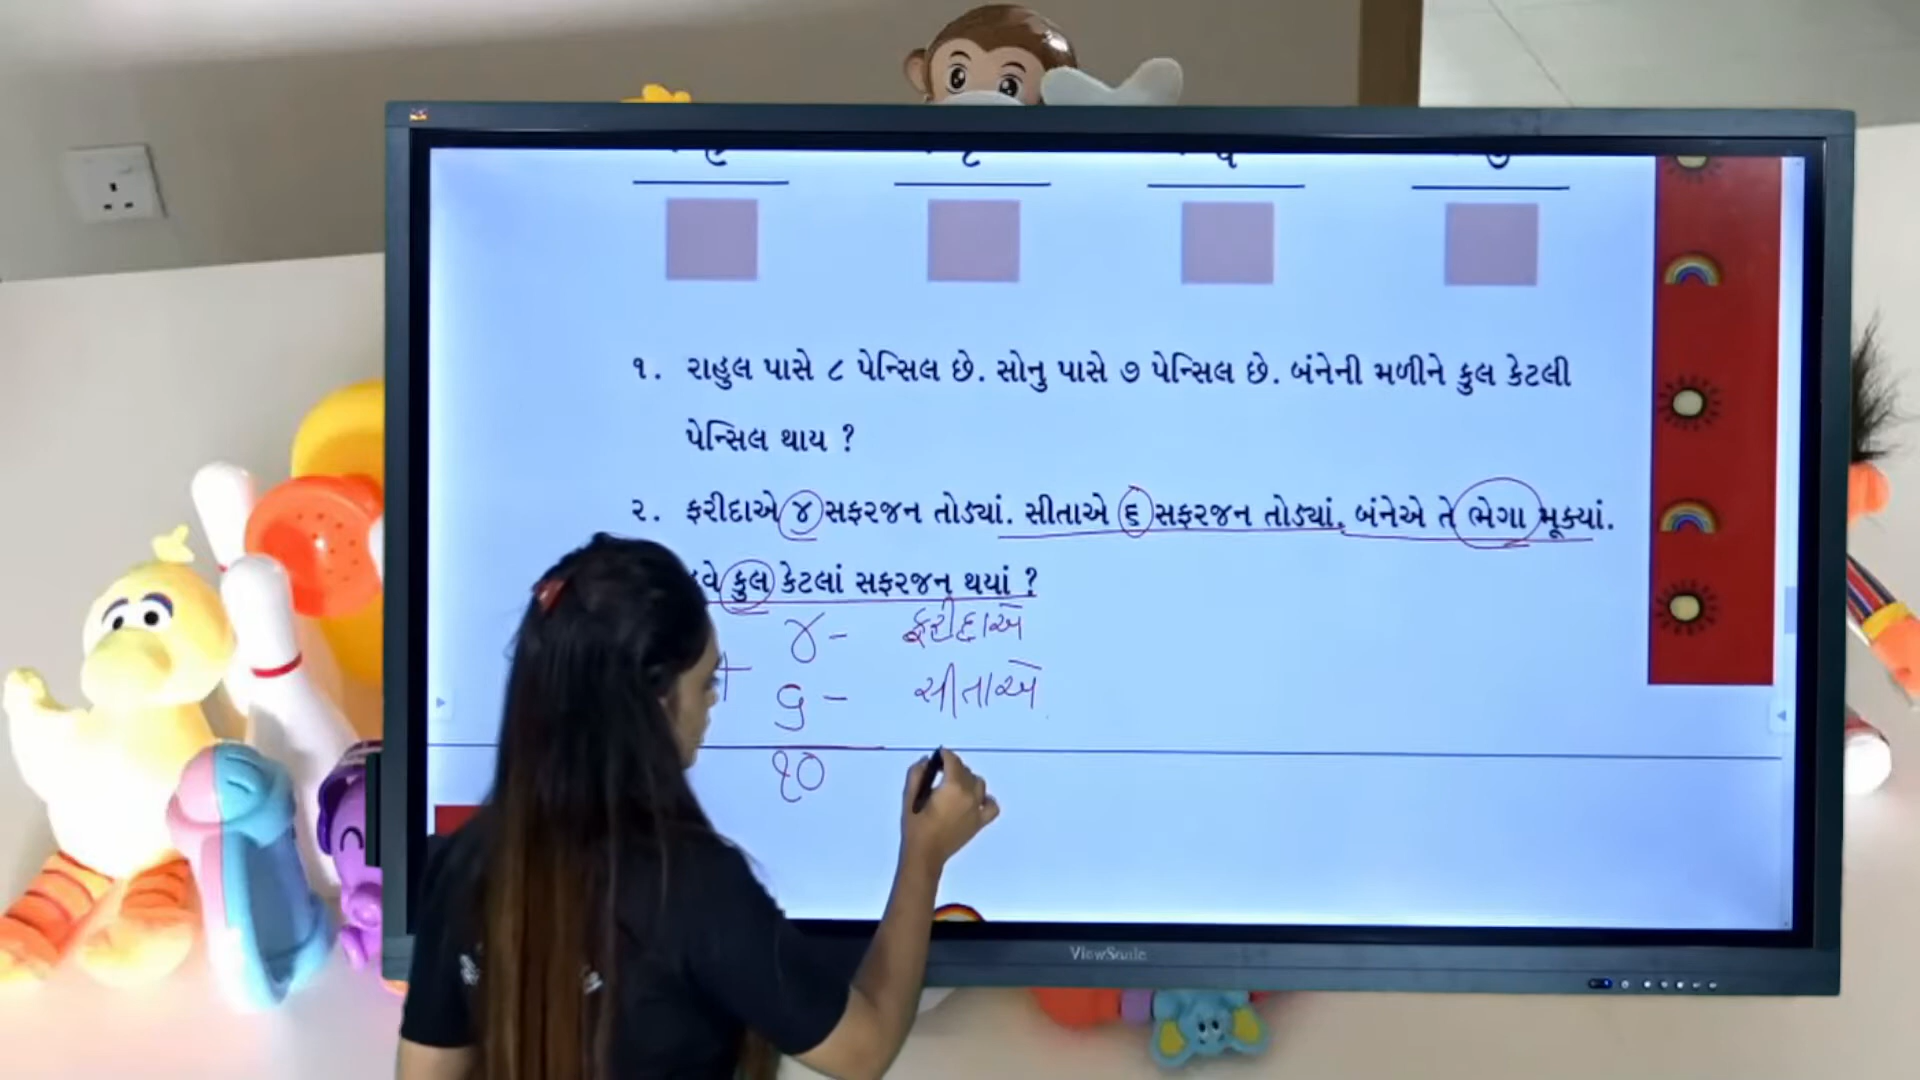 ૧. રાહુલ પાસે ૮ પેન્સિલ છે. સોનુ પાસે ૭ પેન્સિલ છે. બંનેની મળીને કુલ કેટલી
પેન્સિલ થાય ?
૨. ફરીદાએ ૪ સફરજન તોડ્યાં. સીતાએ ૬ સફરજન તોડ્યાં. બંનેએ તે ભેગા મૂક્યાં.
વે કુલ કેટલાં સફરજન થયાં ?
૪ - ફરીદાએ
+ ૬ - સીતાએ
૧૦
ViewSonic